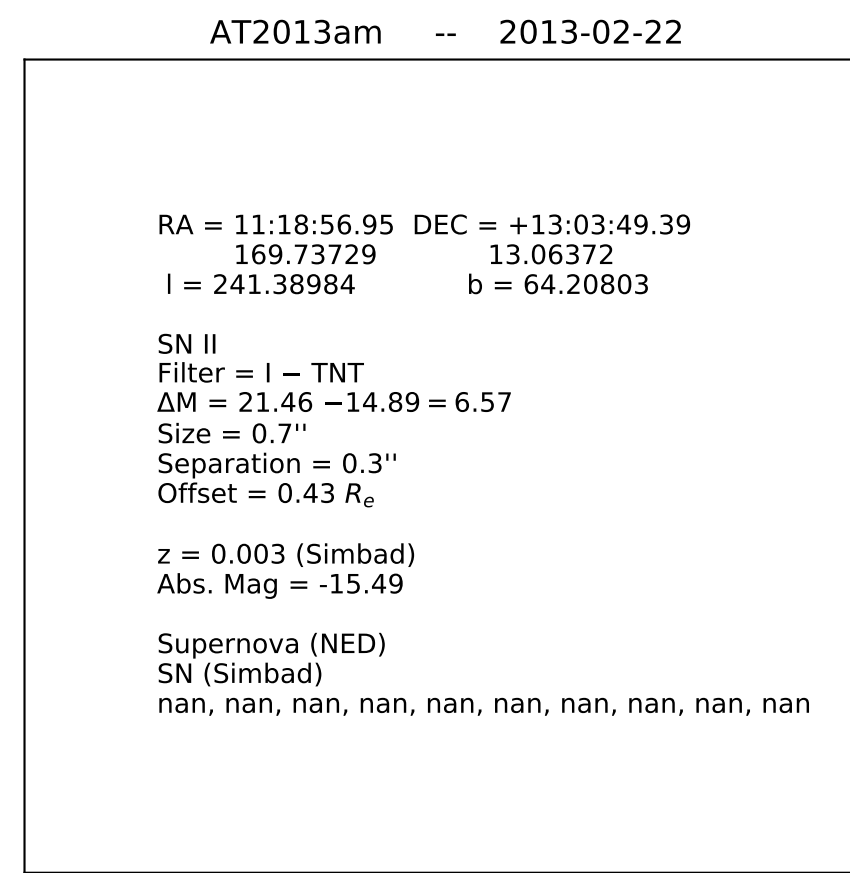 AT2013am -- 2013-02-22
RA = 11:18:56.95 DEC = +13:03:49.39
169.73729 13.06372
l = 241.38984 b = 64.20803
SN II
Filter = I − TNT
ΔM = 21.46 −14.89 = 6.57
Size = 0.7''
Separation = 0.3''
Offset = 0.43 Rₑ
z = 0.003 (Simbad)
Abs. Mag = -15.49
Supernova (NED)
SN (Simbad)
nan, nan, nan, nan, nan, nan, nan, nan, nan, nan